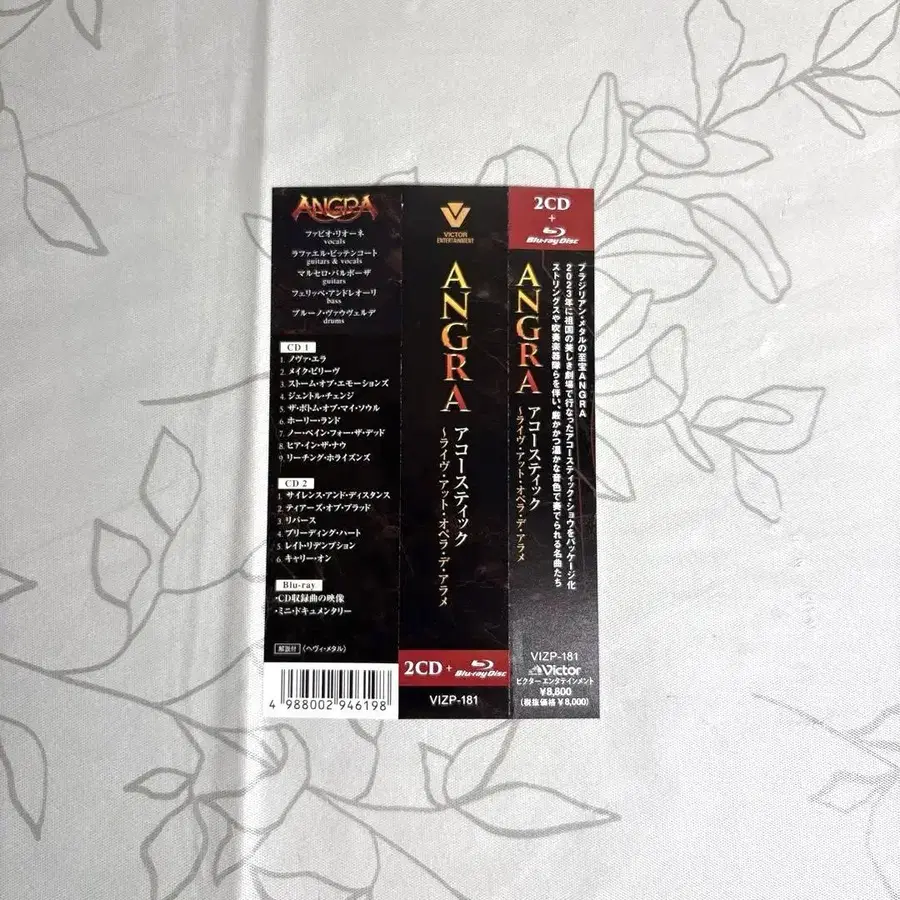 ANGRA
ファビオ・リオーネ
vocals
ラファエル・ビッテンコート
guitars & vocals
マルセロ・バルボーザ
guitars
フェリッペ・アンドレオーリ
bass
ブルーノ・ヴァウヴェルデ
drums
CD 1
1. ノヴァ・エラ
2. メイク・ビリーヴ
3. ストーム・オブ・エモーションズ
4. ジェントル・チェンジ
5. ザ・ボトム・オブ・マイ・ソウル
6. ホーリー・ランド
7. ノー・ペイン・フォー・ザ・デッド
8. ヒア・イン・ザ・ナウ
9. リーチング・ホライズンズ
CD 2
1. サイレンス・アンド・ディスタンス
2. ティアーズ・オブ・ブラッド
3. リバース
4. ブリーディング・ハート
5. レイト・リデンプション
6. キャリー・オン
Blu-ray
・CD収録曲の映像
・ミニ・ドキュメンタリー
解説付 (ヘヴィ・メタル)
4 988002 946198
VICTOR
ENTERTAINMENT
ANGRA アコースティック
～ライヴ・アット・オペラ・デ・アラメ
2CD + Blu-ray Disc
VIZP-181
2CD
+
Blu-ray Disc
ブラジリアン・メタルの至宝ANGRA
2023年に祖国の美しき劇場で行なったアコースティック・ショウをパッケージ化
ストリングスや吹奏楽器隊らを伴い、厳かかつ温かな音色で奏でられる名曲たち
ANGRA アコースティック
～ライヴ・アット・オペラ・デ・アラメ
VIZP-181
Victor
ビクターエンタテインメント
¥8,800
(税抜価格 ¥8,000)